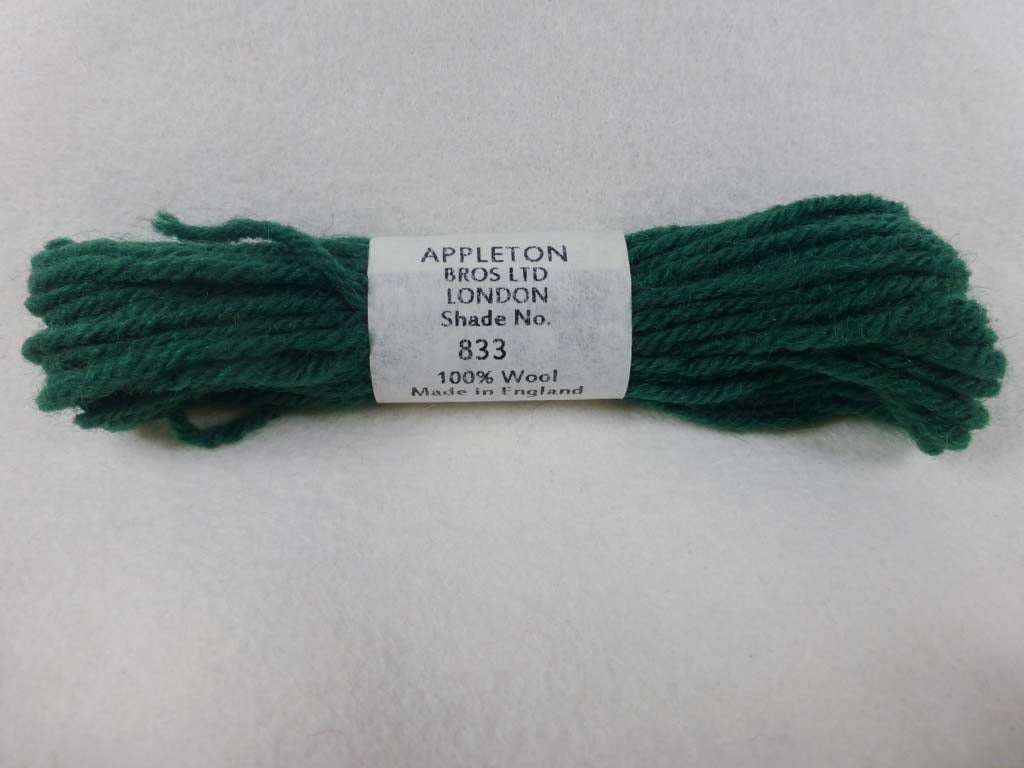 APPLETON
BROS LTD
LONDON
Shade No.
833
100% Wool
Made in England